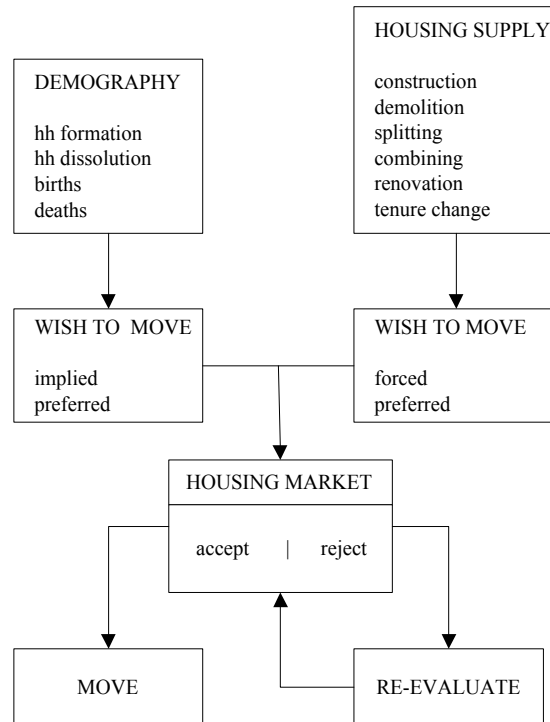 DEMOGRAPHY
hh formation
hh dissolution
births
deaths
HOUSING SUPPLY
construction
demolition
splitting
combining
renovation
tenure change
WISH TO MOVE
implied
preferred
WISH TO MOVE
forced
preferred
HOUSING MARKET
accept | reject
MOVE
RE-EVALUATE